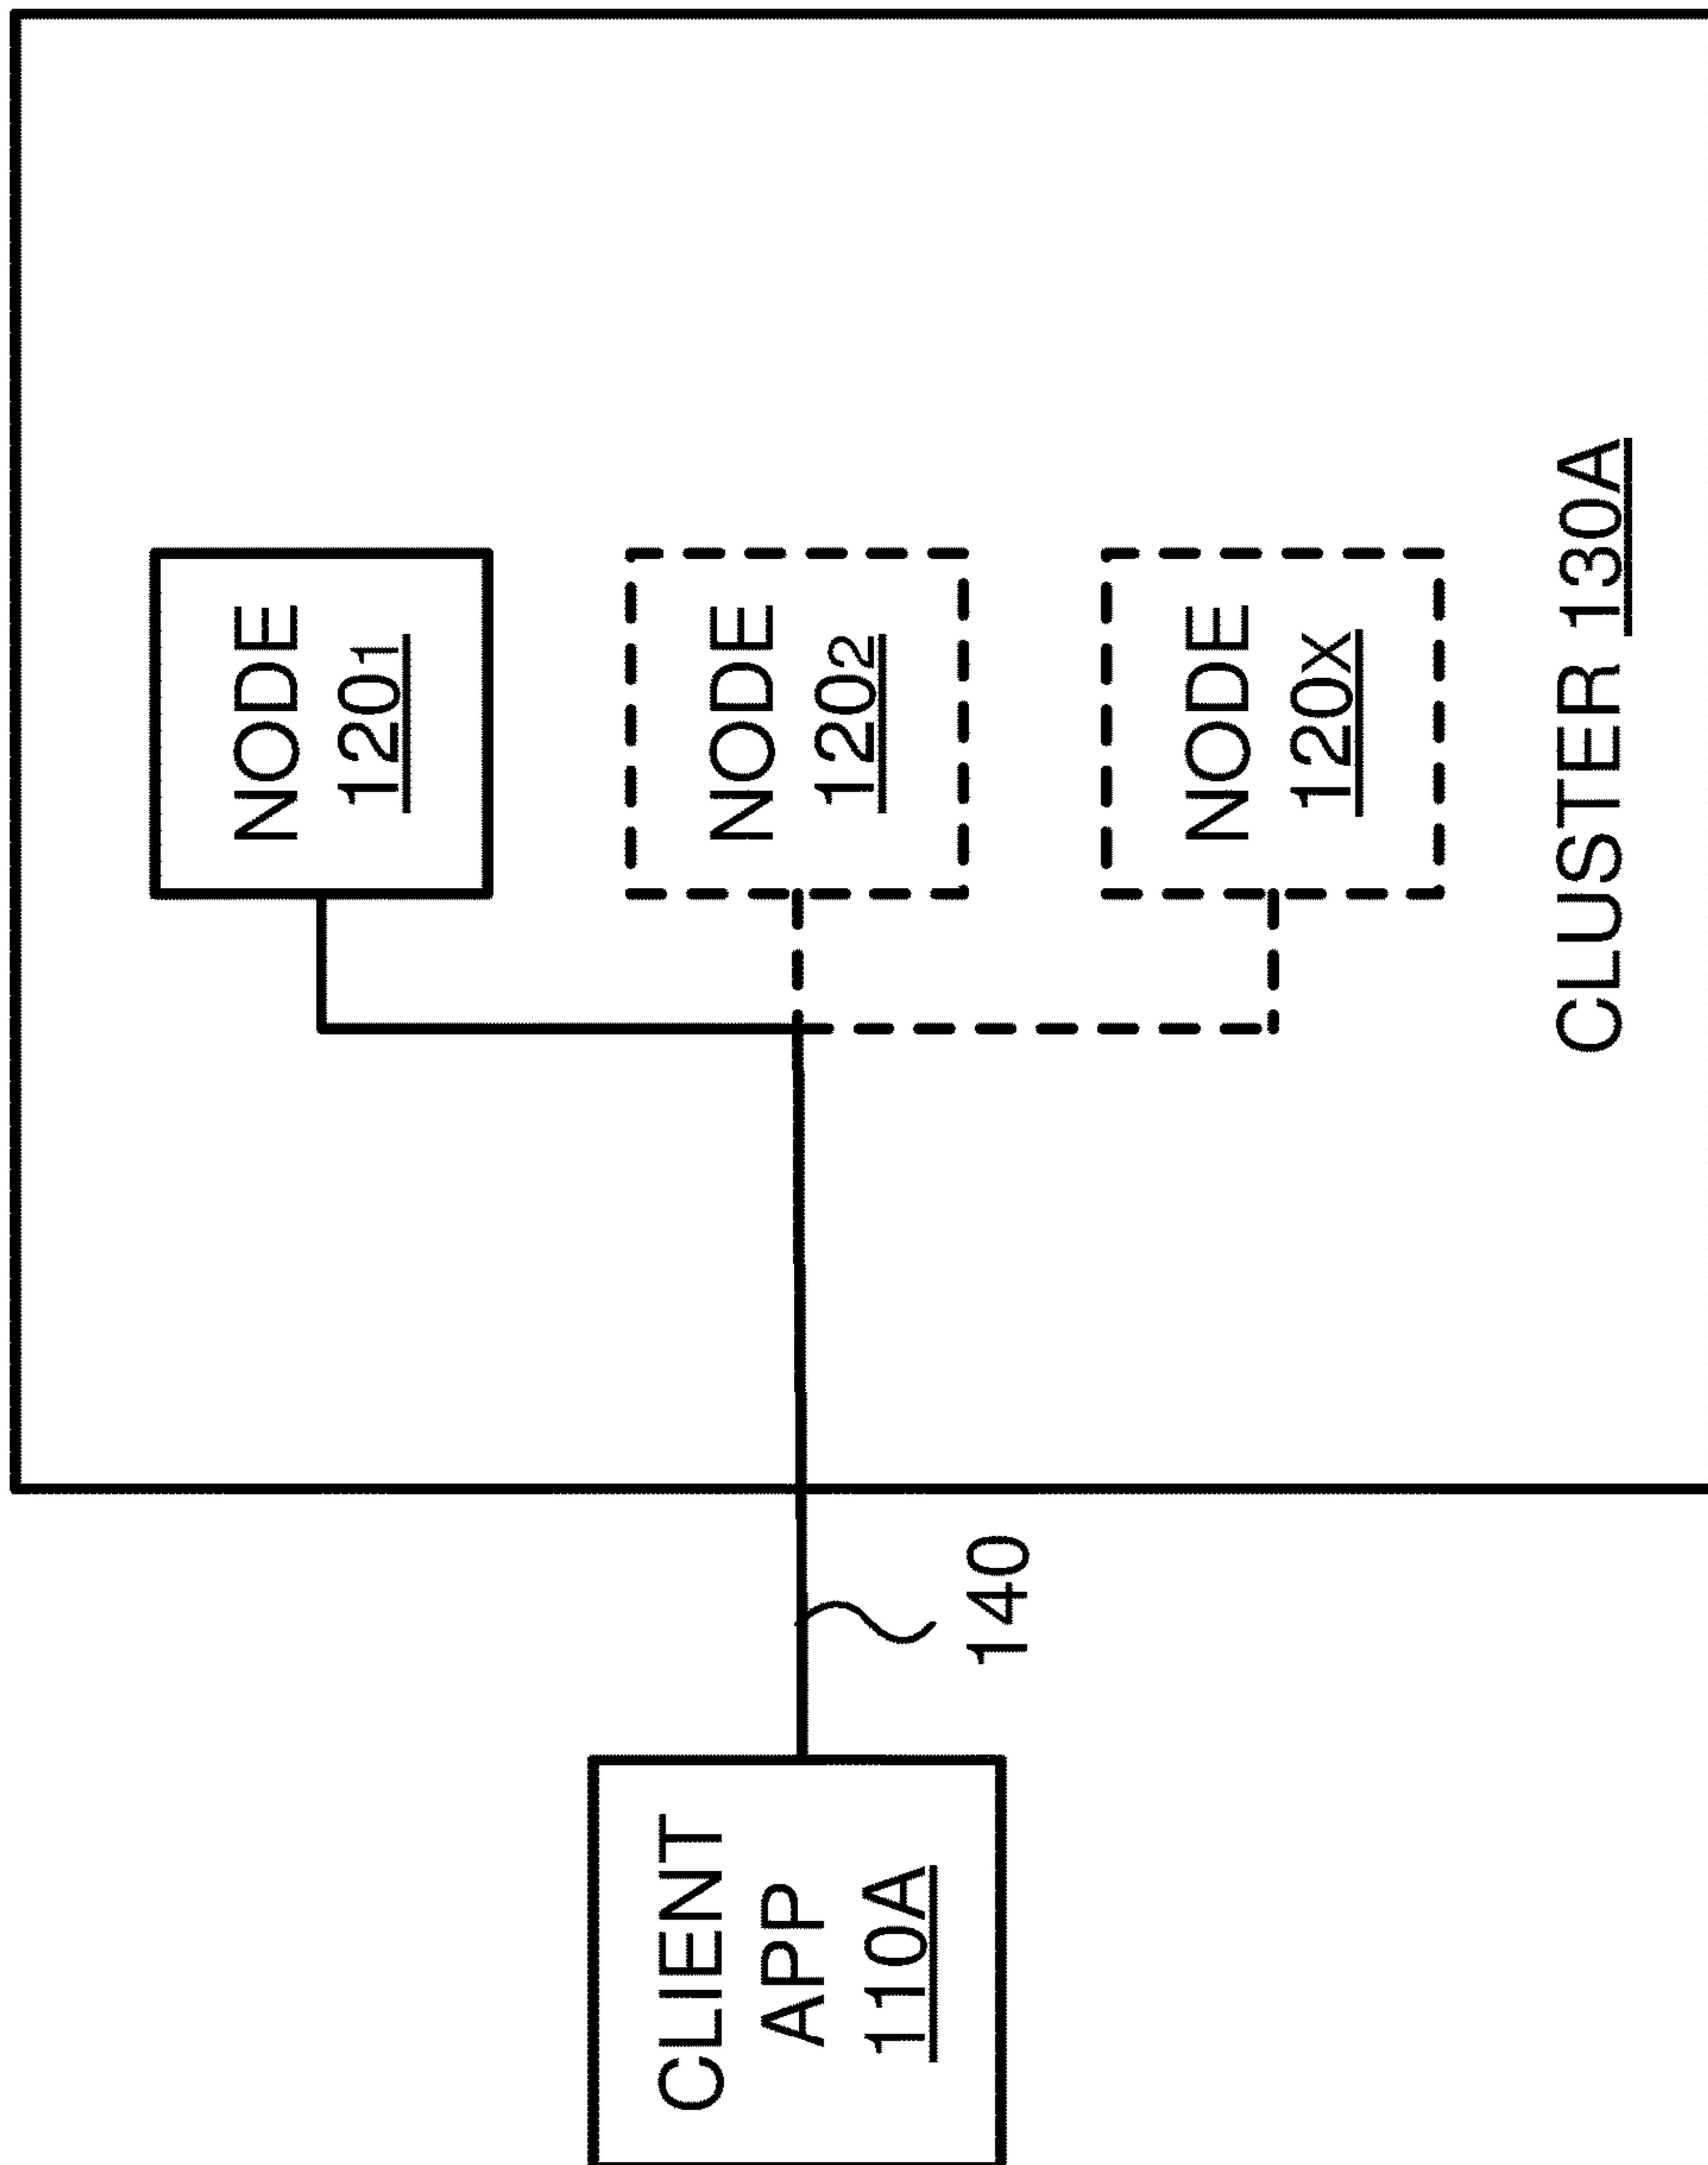 CLIENT
APP
110A
140
NODE
120₁
NODE
120₂
NODE
120X
CLUSTER 130A